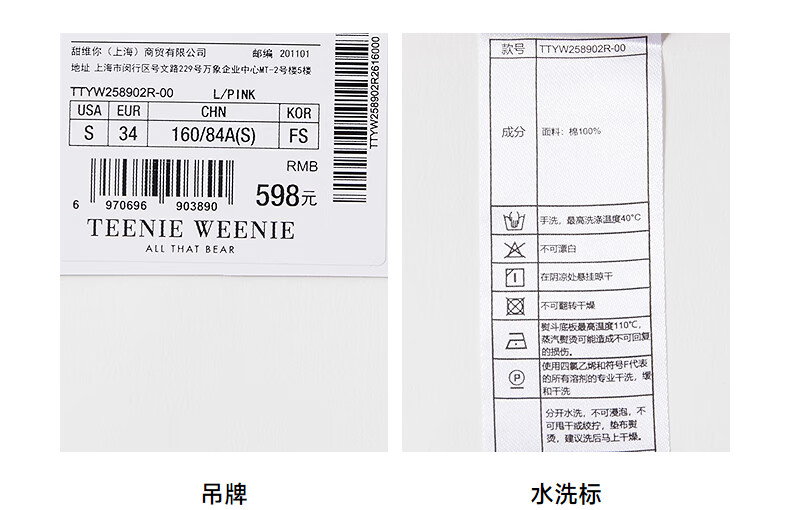 甜维你（上海）商贸有限公司 邮编 201101
地址 上海市闵行区号文路229号万象企业中心MT-2号楼5楼
TTYW258902R-00 L/PINK
USA EUR CHN KOR
S 34 160/84A(S) FS
RMB
598元
6 970696 903890
TEENIE WEENIE
ALL THAT BEAR
TTYW258902R2616000
吊牌
款号 TTYW258902R-00
成分 面料：棉100%
手洗，最高洗涤温度40°C
不可漂白
在阴凉处悬挂晾干
不可翻转干燥
熨斗底板最高温度110℃，
蒸汽熨烫可能造成不可回复
的损伤。
P
使用四氯乙烯和符号F代表
的所有溶剂的专业干洗，缓
和干洗
分开水洗，不可浸泡，不
可甩干或绞拧，垫布熨
烫，建议洗后马上干燥。
水洗标